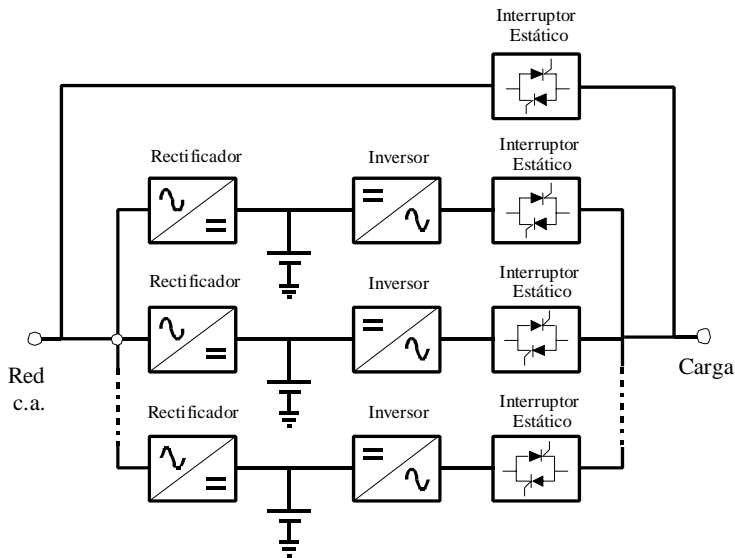 Interruptor
Estático
Rectificador
Inversor
Interruptor
Estático
Rectificador
Inversor
Interruptor
Estático
Red
c.a.
Carga
Rectificador
Inversor
Interruptor
Estático